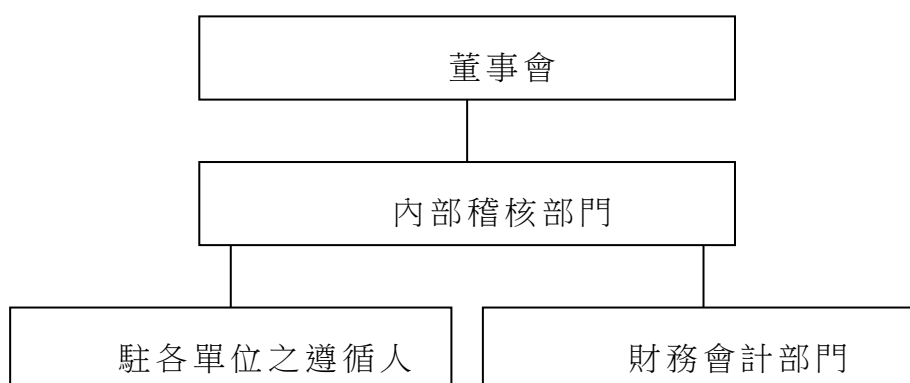 董事會
內部稽核部門
駐各單位之遵循人
財務會計部門